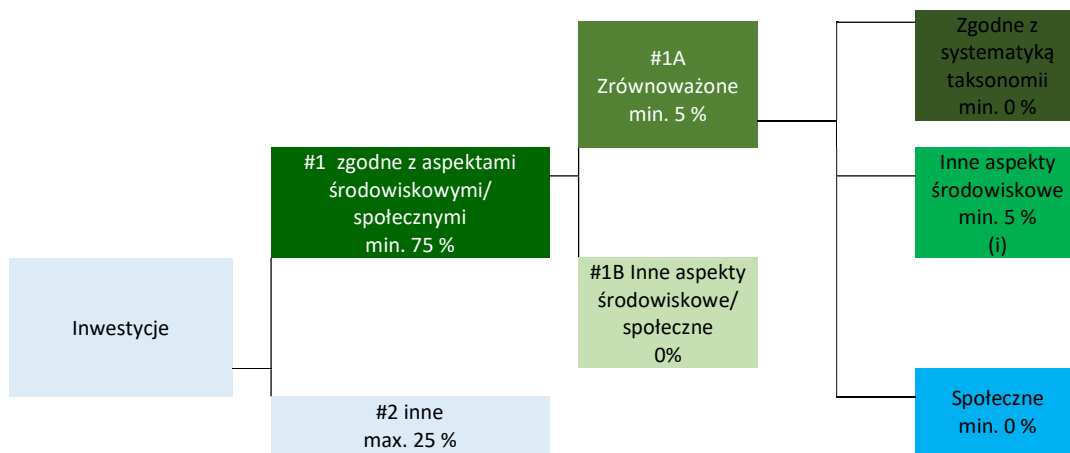 Inwestycje
#1 zgodne z aspektami
środowiskowymi/
społecznymi
min. 75 %
#2 inne
max. 25 %
#1A
Zrównoważone
min. 5 %
#1B Inne aspekty
środowiskowe/
społeczne
0%
Zgodne z
systematyką
taksonomii
min. 0 %
Inne aspekty
środowiskowe
min. 5 %
(i)
Społeczne
min. 0 %